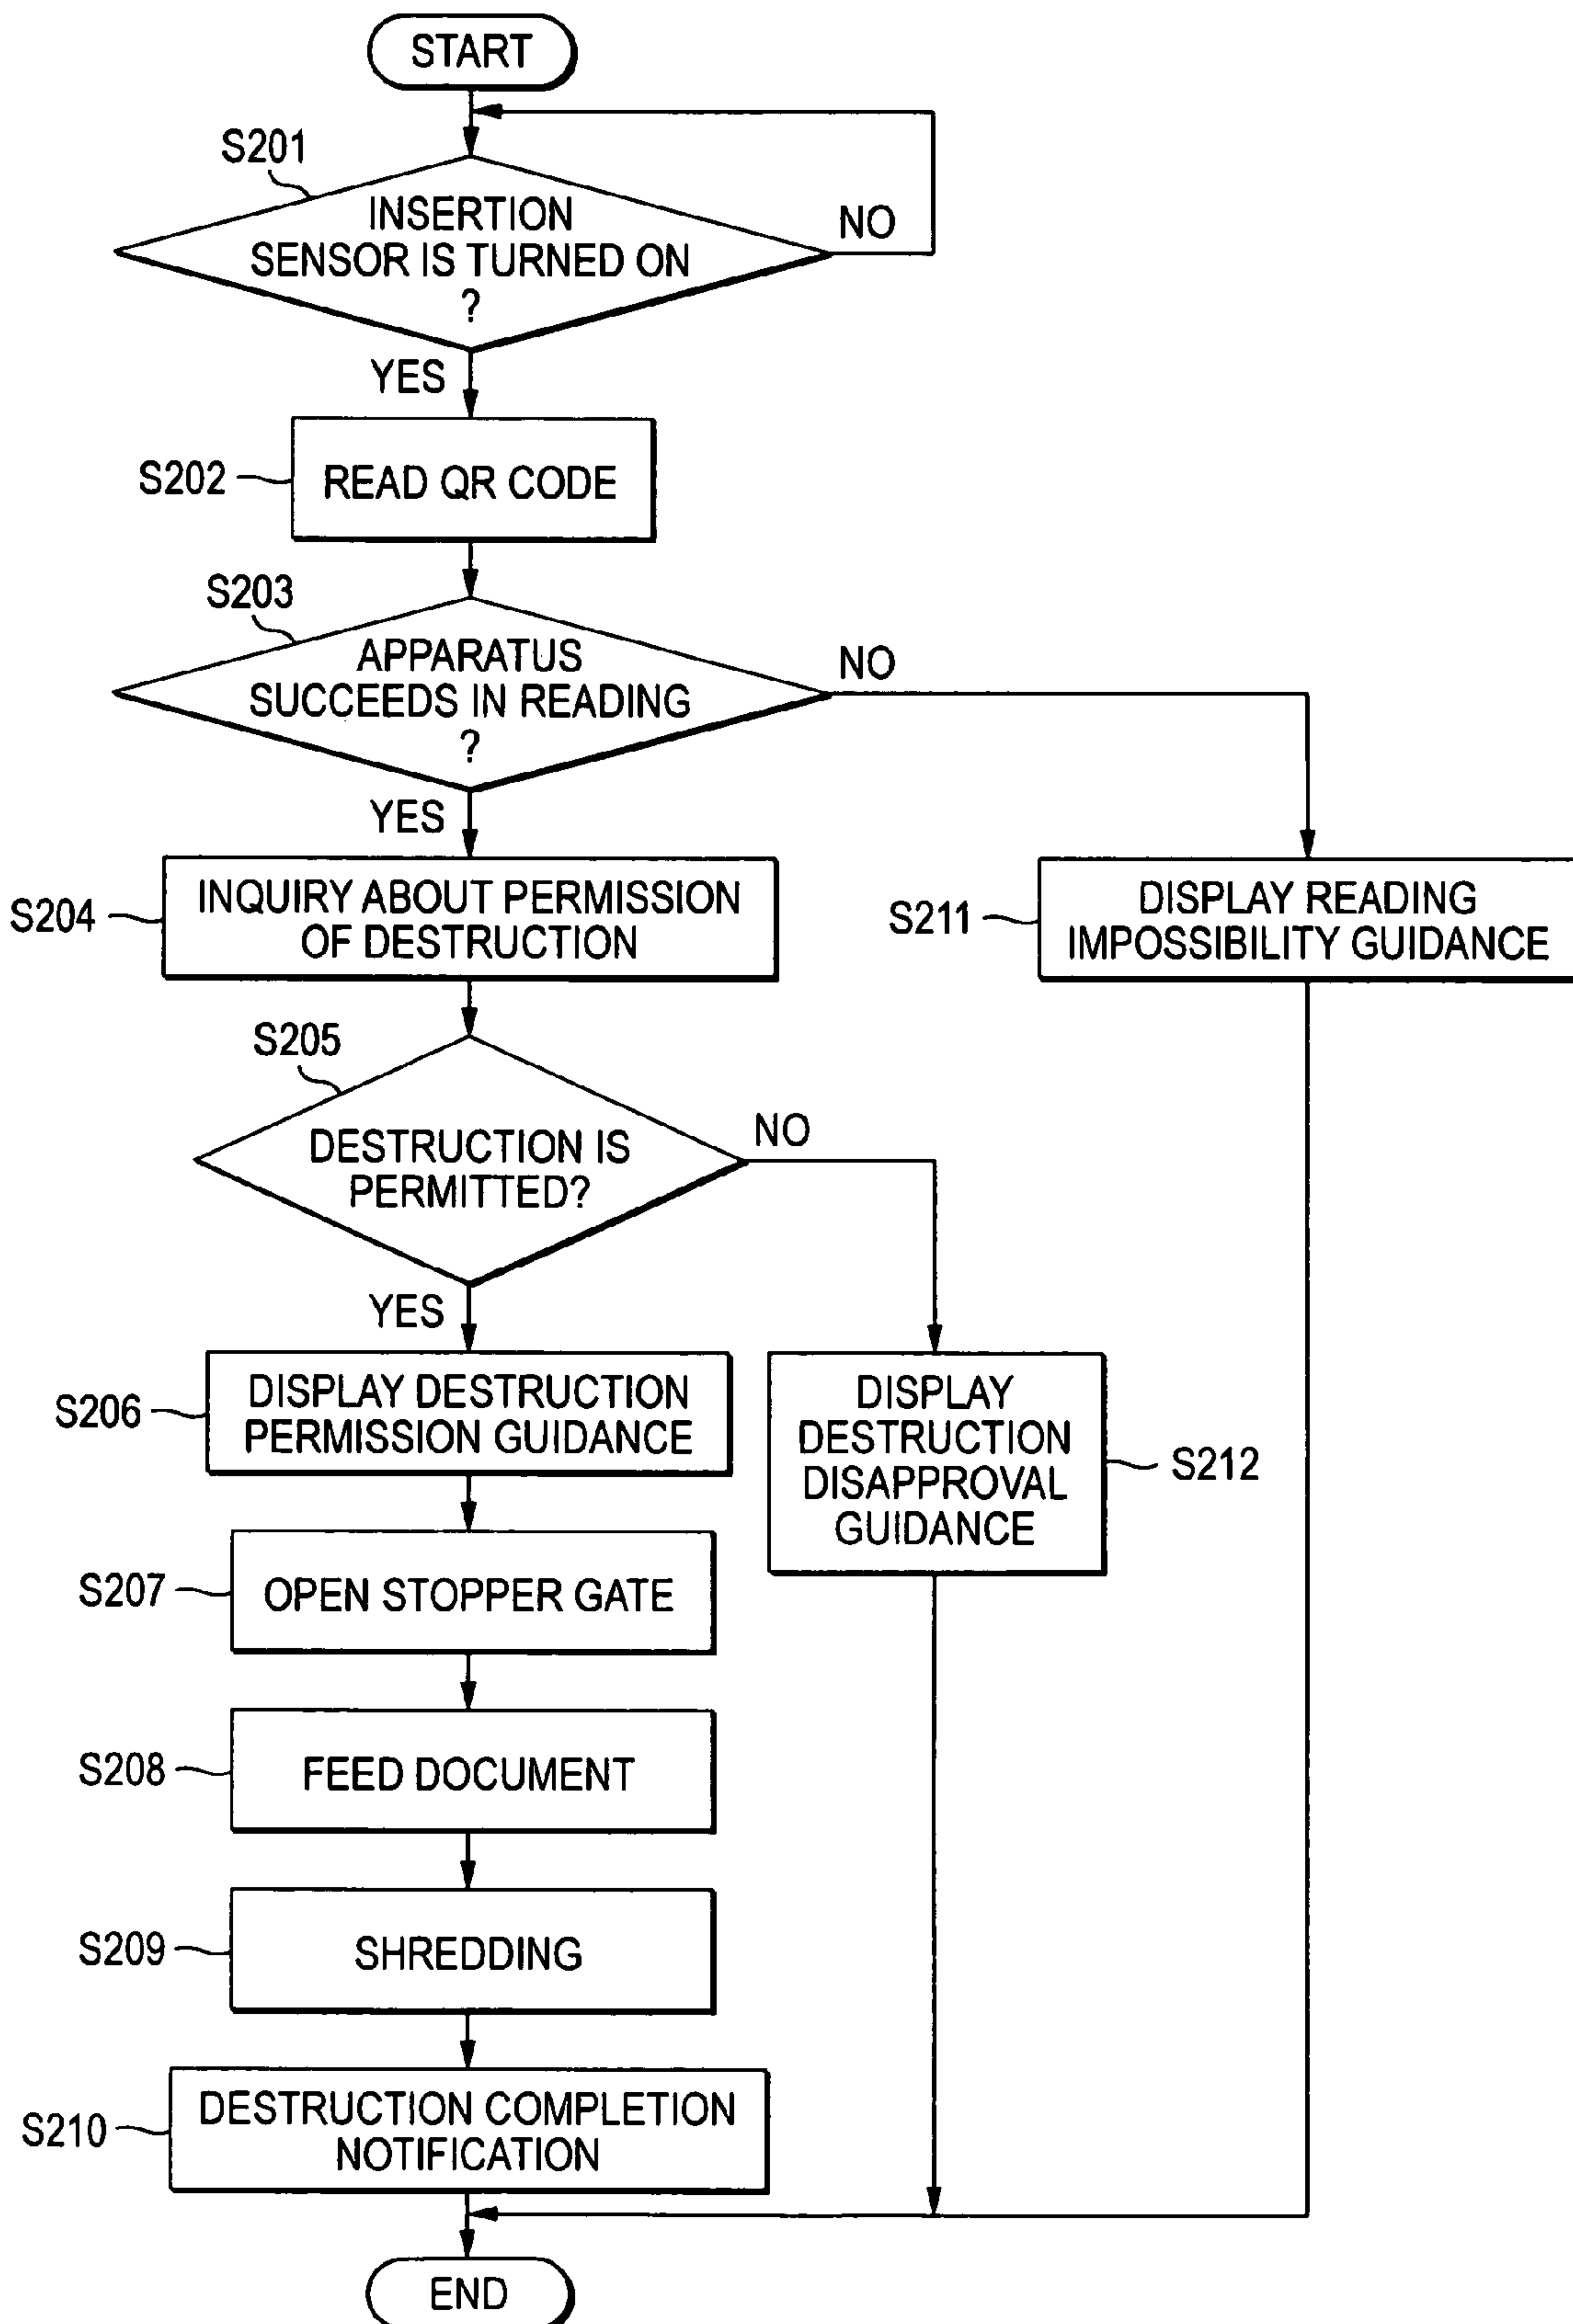 START
S201
INSERTION
SENSOR IS TURNED ON
?
NO
YES
S202
READ QR CODE
S203
APPARATUS
SUCCEEDS IN READING
?
NO
YES
S204
INQUIRY ABOUT PERMISSION
OF DESTRUCTION
S211
DISPLAY READING
IMPOSSIBILITY GUIDANCE
S205
DESTRUCTION IS
PERMITTED?
NO
YES
S206
DISPLAY DESTRUCTION
PERMISSION GUIDANCE
DISPLAY
DESTRUCTION
DISAPPROVAL
GUIDANCE
S212
S207
OPEN STOPPER GATE
S208
FEED DOCUMENT
S209
SHREDDING
S210
DESTRUCTION COMPLETION
NOTIFICATION
END